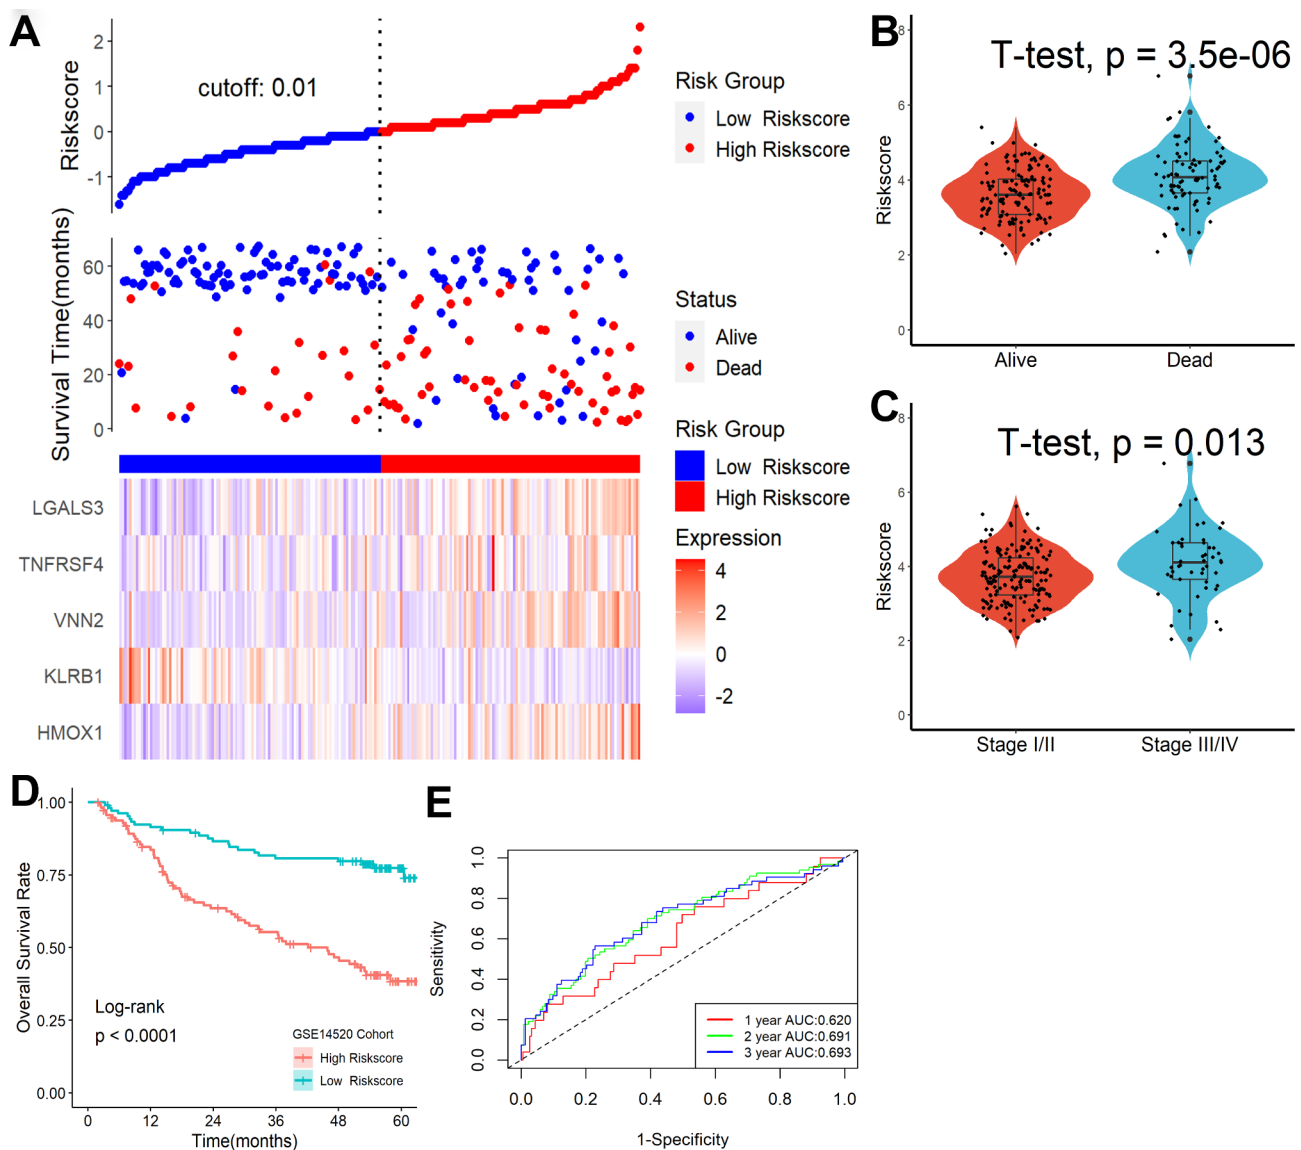 A
Riskscore
2
1
0
-1
cutoff: 0.01
Risk Group
Low Riskscore
High Riskscore
Survival Time(months)
60
40
20
0
Status
Alive
Dead
Risk Group
Low Riskscore
High Riskscore
LGALS3
TNFRSF4
VNN2
KLRB1
HMOX1
Expression
4
2
0
-2
B
T-test, p = 3.5e-06
Riskscore
8
6
4
2
0
Alive
Dead
C
T-test, p = 0.013
Riskscore
8
6
4
2
0
Stage I/II
Stage III/IV
D
Overall Survival Rate
1.00
0.75
0.50
0.25
0.00
Log-rank
p < 0.0001
GSE14520 Cohort
High Riskscore
Low Riskscore
0 12 24 36 48 60
Time(months)
E
Sensitivity
1.0
0.8
0.6
0.4
0.2
0.0
1 year AUC:0.620
2 year AUC:0.691
3 year AUC:0.693
0.0 0.2 0.4 0.6 0.8 1.0
1-Specificity